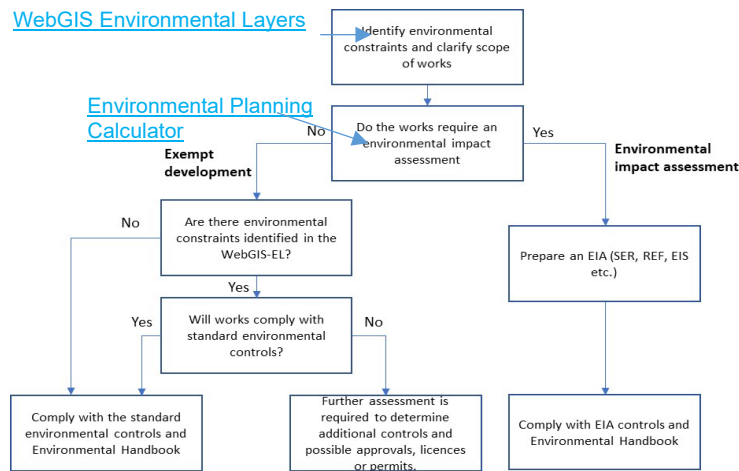 WebGIS Environmental Layers
Identify environmental
constraints and clarify scope
of works
Environmental Planning
Calculator
Do the works require an
environmental impact
assessment
No
Yes
Exempt
development
Environmental
impact assessment
Are there environmental
constraints identified in the
WebGIS-EL?
No
Prepare an EIA (SER, REF, EIS
etc.)
Yes
Will works comply with
standard environmental
controls?
Yes
No
Comply with the standard
environmental controls and
Environmental Handbook
Further assessment is
required to determine
additional controls and
possible approvals, licences
or permits.
Comply with EIA controls and
Environmental Handbook